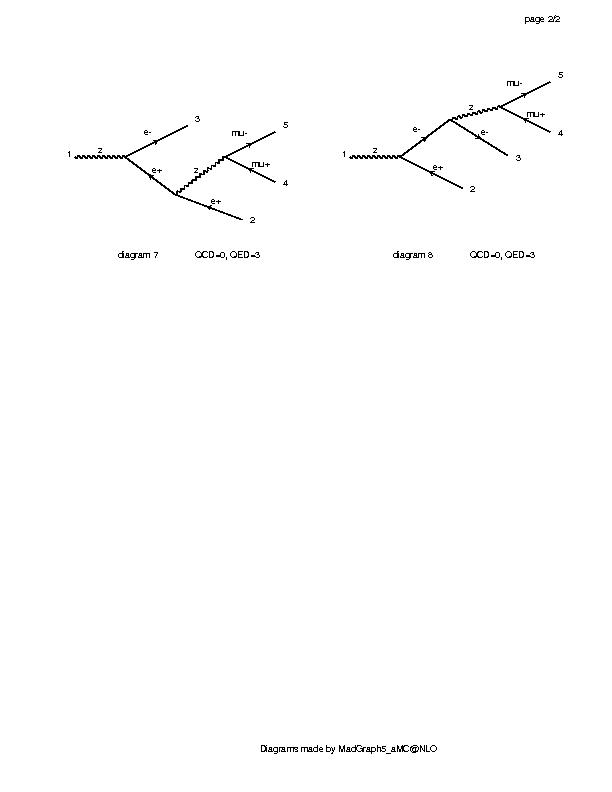 page 2/2
1
z
e-
3
e+
z
mu-
5
mu+
4
e+
2
diagram 7 QCD=0, QED=3
1
z
e-
z
mu-
5
mu+
4
e-
3
e+
2
diagram 8 QCD=0, QED=3
Diagrams made by MadGraph5_aMC@NLO